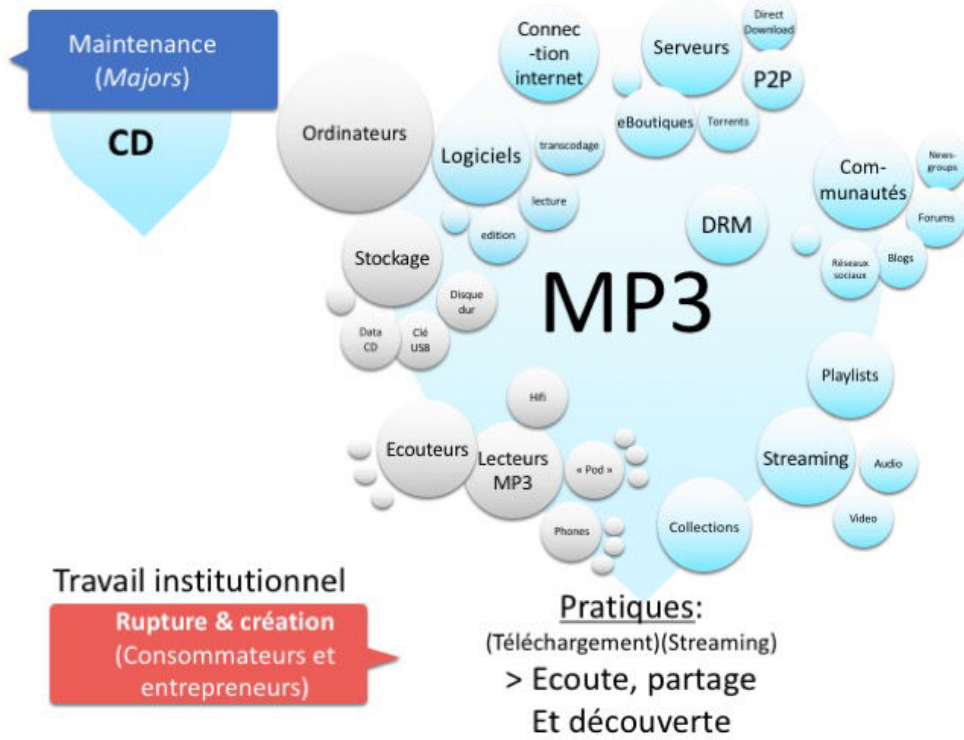 Maintenance
(Majors)
CD
Connec
-tion
internet
Serveurs
Direct
Download
P2P
eBoutiques
Torrents
Ordinateurs
Logiciels
transcodage
lecture
edition
Com-
munautés
News-
groups
Forums
Blogs
Réseaux
sociaux
DRM
Stockage
Disque
dur
Data
CD
Clé
USB
MP3
Playlists
Hifi
Ecouteurs
Lecteurs
MP3
« Pod »
Phones
Streaming
Audio
Video
Collections
Travail institutionnel
Rupture & création
(Consommateurs et
entrepreneurs)
Pratiques:
(Téléchargement)(Streaming)
> Ecoute, partage
Et découverte